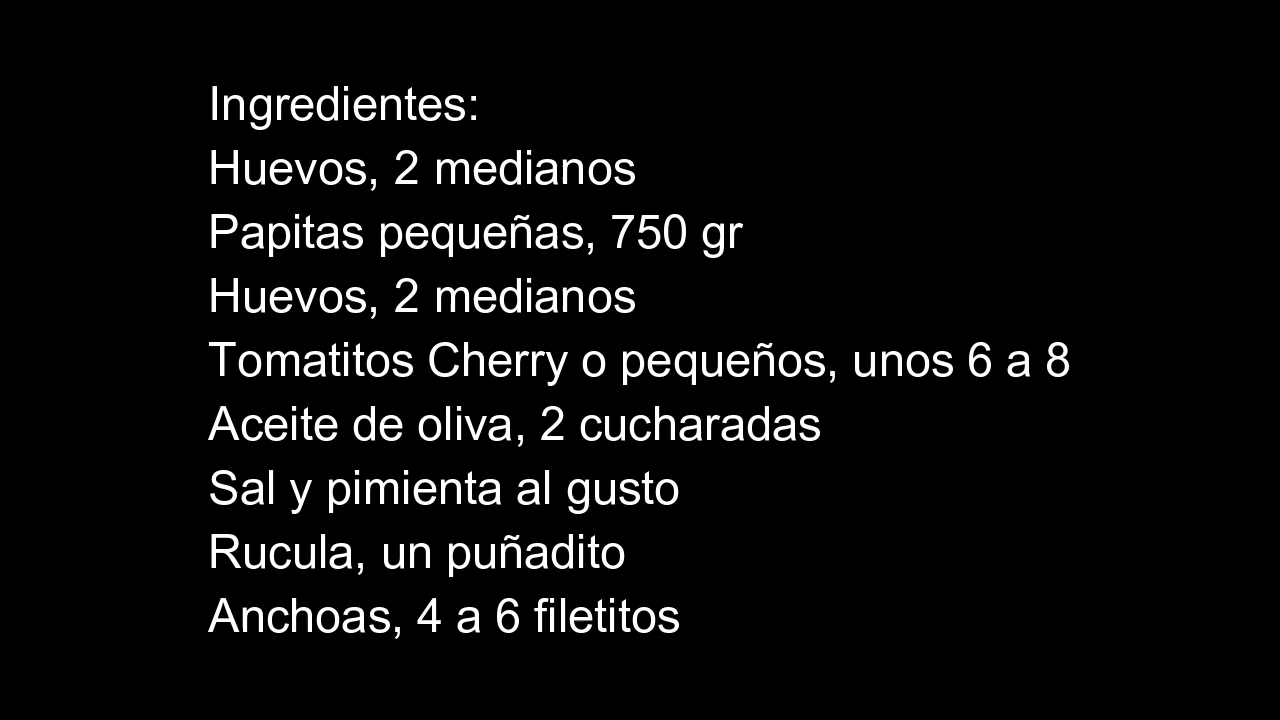 Ingredientes:
Huevos, 2 medianos
Papitas pequeñas, 750 gr
Huevos, 2 medianos
Tomatitos Cherry o pequeños, unos 6 a 8
Aceite de oliva, 2 cucharadas
Sal y pimienta al gusto
Rucula, un puñadito
Anchoas, 4 a 6 filetitos